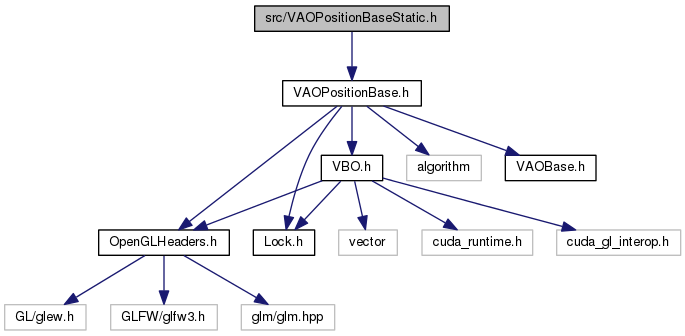 src/VAOPositionBaseStatic.h
VAOPositionBase.h
VBO.h
algorithm
VAOBase.h
OpenGLHeaders.h
Lock.h
vector
cuda_runtime.h
cuda_gl_interop.h
GL/glew.h
GLFW/glfw3.h
glm/glm.hpp